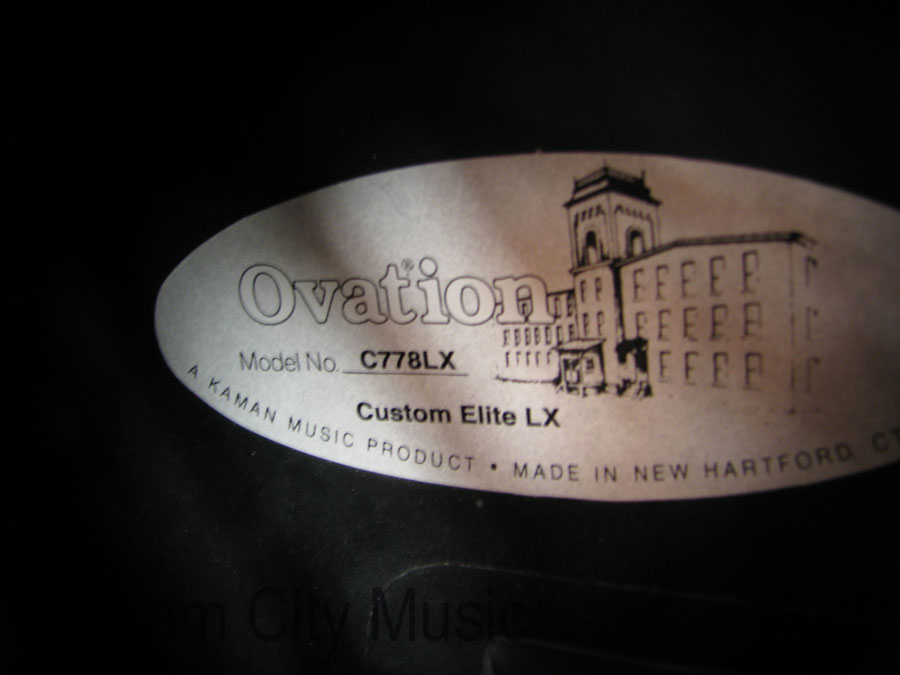 Ovation®
Model No. C778LX
Custom Elite LX
A KAMAN MUSIC PRODUCT • MADE IN NEW HARTFORD, CT
City Music